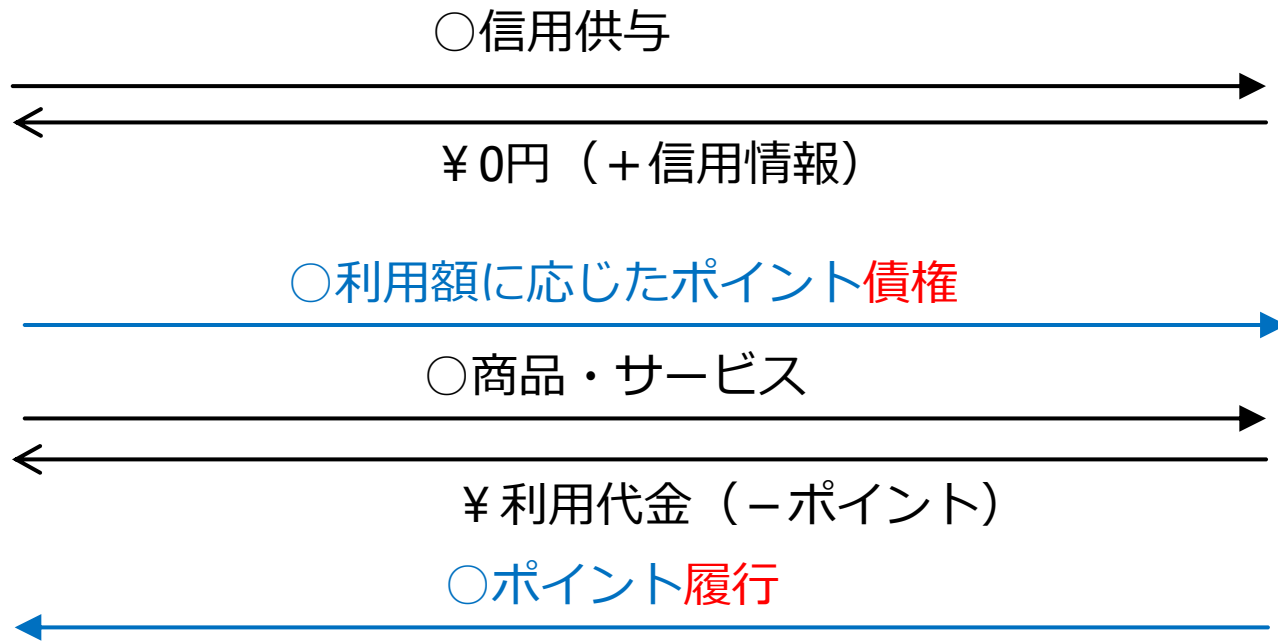 ○信用供与
￥0円（＋信用情報）
○利用額に応じたポイント債権
○商品・サービス
￥利用代金（－ポイント）
○ポイント履行